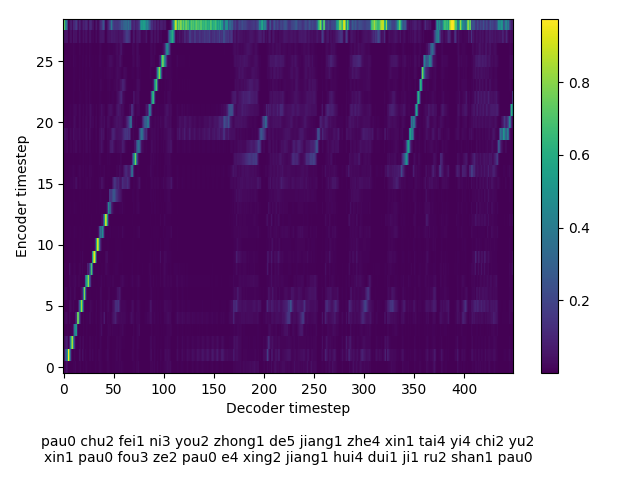 25
20
15
10
5
0
Encoder timestep
0 50 100 150 200 250 300 350 400
Decoder timestep
0.8
0.6
0.4
0.2
pau0 chu2 fei1 ni3 you2 zhong1 de5 jiang1 zhe4 xin1 tai4 yi4 chi2 yu2
xin1 pau0 fou3 ze2 pau0 e4 xing2 jiang1 hui4 dui1 ji1 ru2 shan1 pau0